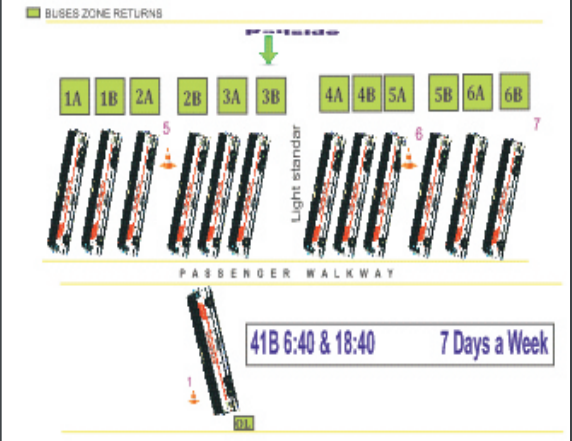 BUSES ZONE RETURNS
1A 1B 2A 2B 3A 3B 4A 4B 5A 5B 6A 6B
5 6 7
Light standar
PASSENGER WALKWAY
41B 6:40 & 18:40 7 Days a Week
1